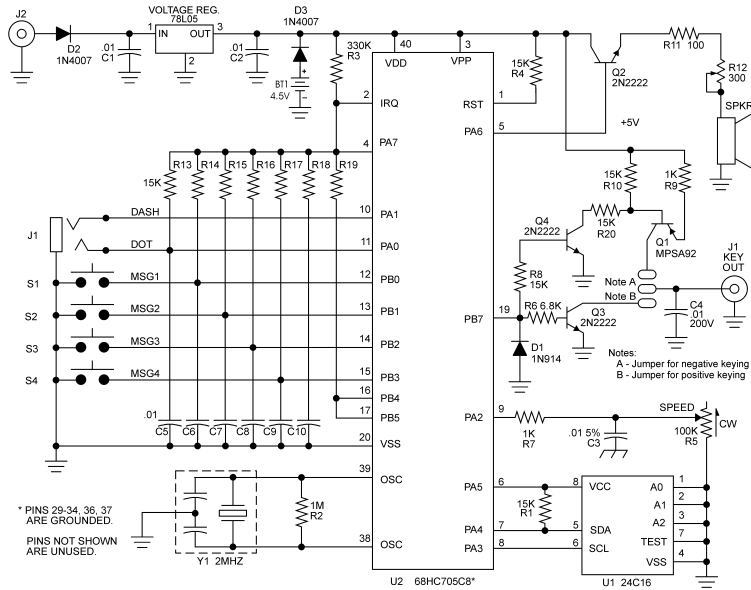 J2
D2
1N4007
.01
C1
VOLTAGE REG.
78L05
1 IN OUT 3
2
.01
C2
D3
1N4007
+
BT1
4.5V
-
330K
R3
40
VDD
3
VPP
15K
R4
Q2
2N2222
R11 100
R12
300
SPKR
+5V
2 IRQ
RST 1
4 PA7
PA6 5
R13 R14 R15 R16 R17 R18 R19
15K
J1
DASH
10 PA1
DOT
11 PA0
S1 MSG1
12 PB0
S2 MSG2
13 PB1
S3 MSG3
14 PB2
S4 MSG4
15 PB3
16 PB4
17 PB5
.01
C5 C6 C7 C8 C9 C10
20 VSS
39 OSC
38 OSC
1M
R2
Y1 2MHZ
* PINS 29-34, 36, 37
ARE GROUNDED.
PINS NOT SHOWN
ARE UNUSED.
15K
R10
1K
R9
Q4
2N2222
15K
R20
Q1
MPSA92
R8
15K
PB7 19
R6 6.8K
Q3
2N2222
D1
1N914
Note A
Note B
J1
KEY
OUT
C4
.01
200V
Notes:
A - Jumper for negative keying
B - Jumper for positive keying
PA2 9
1K
R7
.01 5%
C3
SPEED
100K
R5
CW
PA5 6
15K
R1
PA4 7
PA3 8
8 VCC
5 SDA
6 SCL
A0 1
A1 2
A2 3
TEST 7
VSS 4
U1 24C16
U2 68HC705C8*